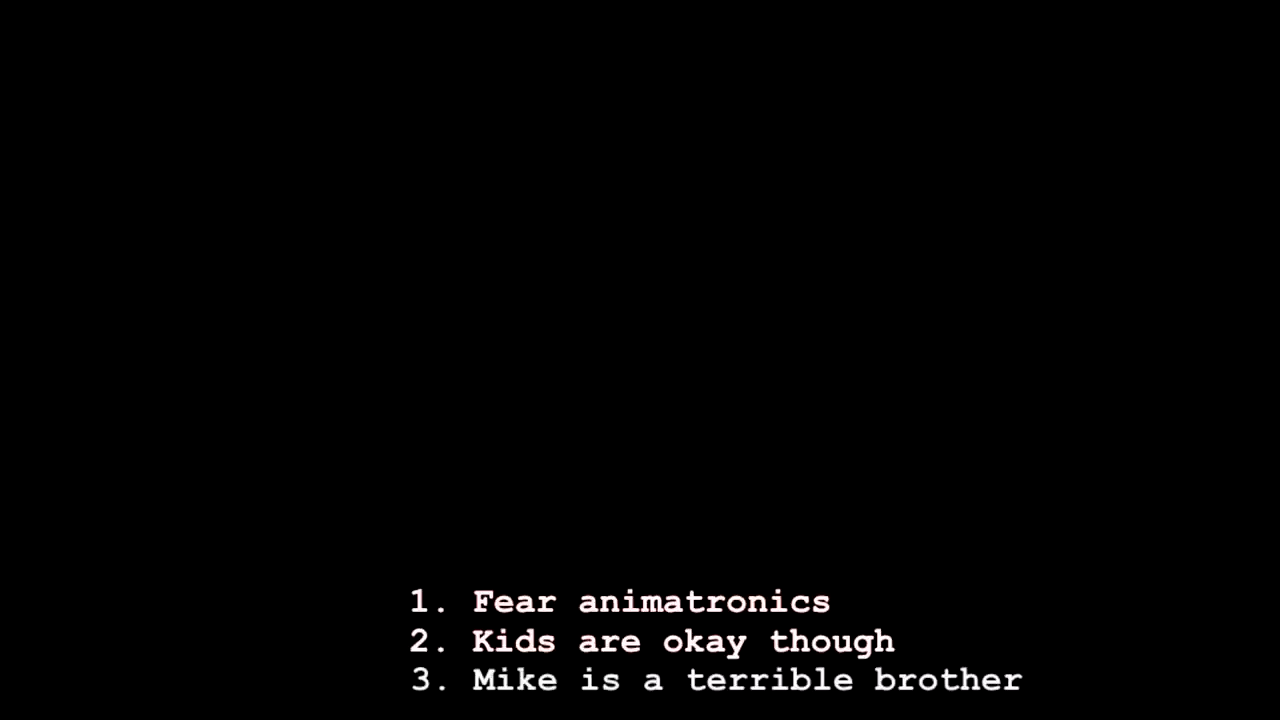 1. Fear animatronics
2. Kids are okay though
3. Mike is a terrible brother